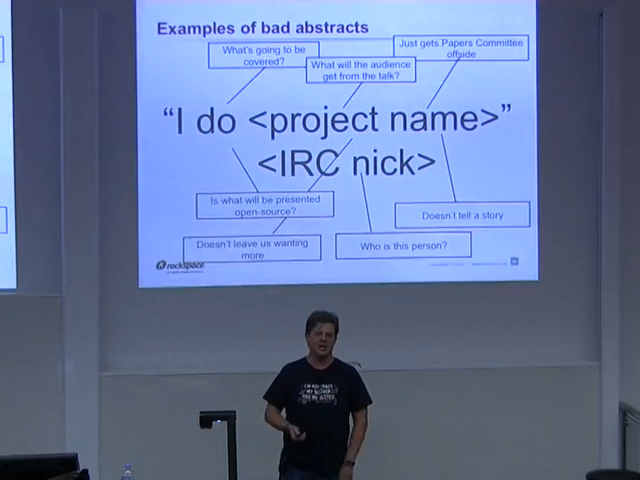 Examples of bad abstracts
What's going to be
covered?
What will the audience
get from the talk?
Just gets Papers Committee
offside
"I do <project name>"
<IRC nick>
Is what will be presented
open-source?
Doesn't tell a story
Doesn't leave us wanting
more
Who is this person?
rackspace